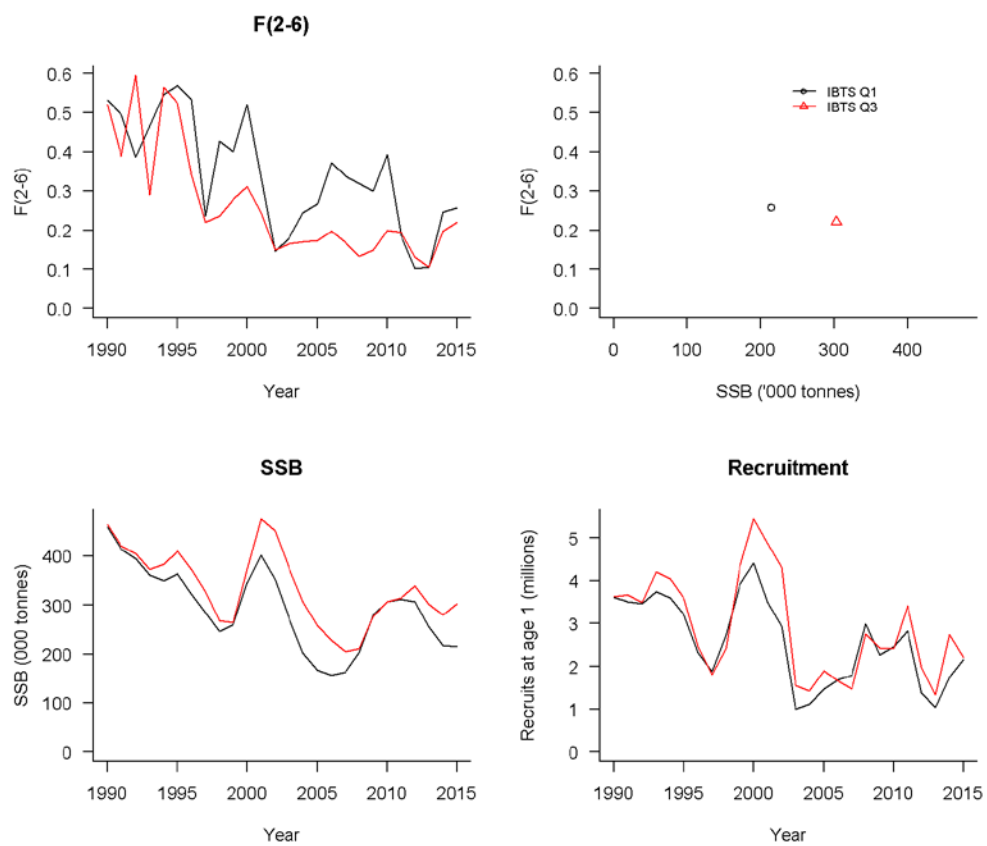 F(2-6)
F(2-6)
0.6
0.5
0.4
0.3
0.2
0.1
0.0
1990 1995 2000 2005 2010 2015
Year
IBTS Q1
IBTS Q3
F(2-6)
0.6
0.5
0.4
0.3
0.2
0.1
0.0
0 100 200 300 400
SSB ('000 tonnes)
SSB
SSB (000 tonnes)
400
300
200
100
0
1990 1995 2000 2005 2010 2015
Year
Recruitment
Recruits at age 1 (millions)
5
4
3
2
1
0
1990 1995 2000 2005 2010 2015
Year